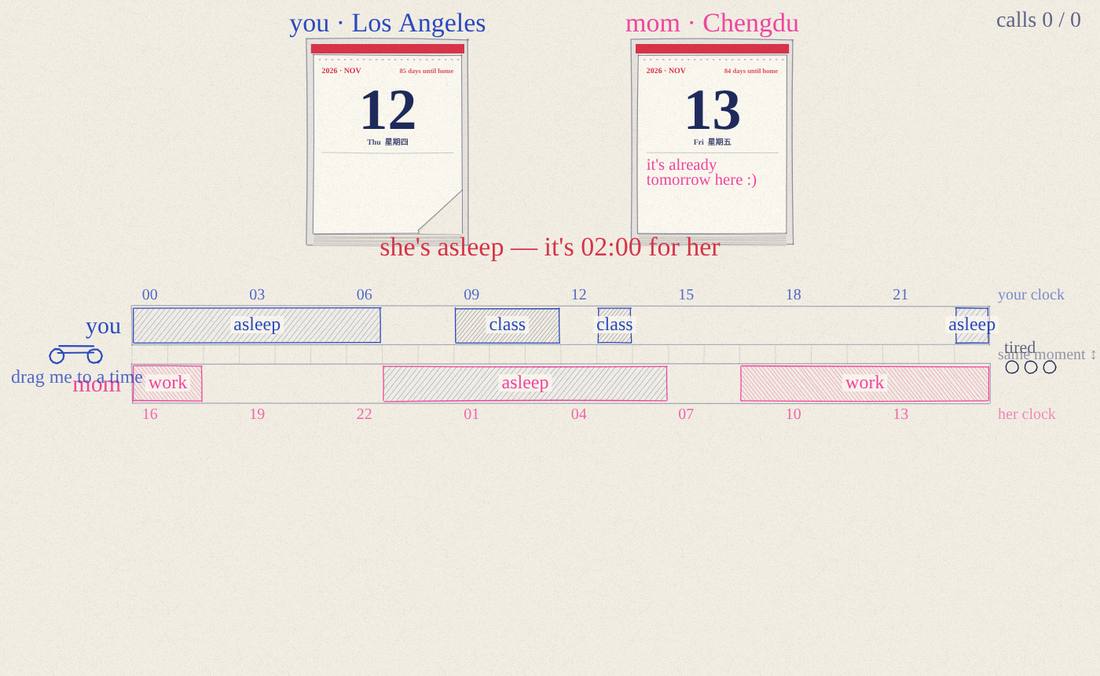 you · Los Angeles
mom · Chengdu
calls 0 / 0
2026 · NOV
85 days until home
12
Thu 星期四
2026 · NOV
84 days until home
13
Fri 星期五
it's already
tomorrow here :)
she's asleep — it's 02:00 for her
00 03 06 09 12 15 18 21
your clock
you
asleep
class
class
asleep
tired
same moment ↕
drag me to a time
mom
work
asleep
work
16 19 22 01 04 07 10 13
her clock